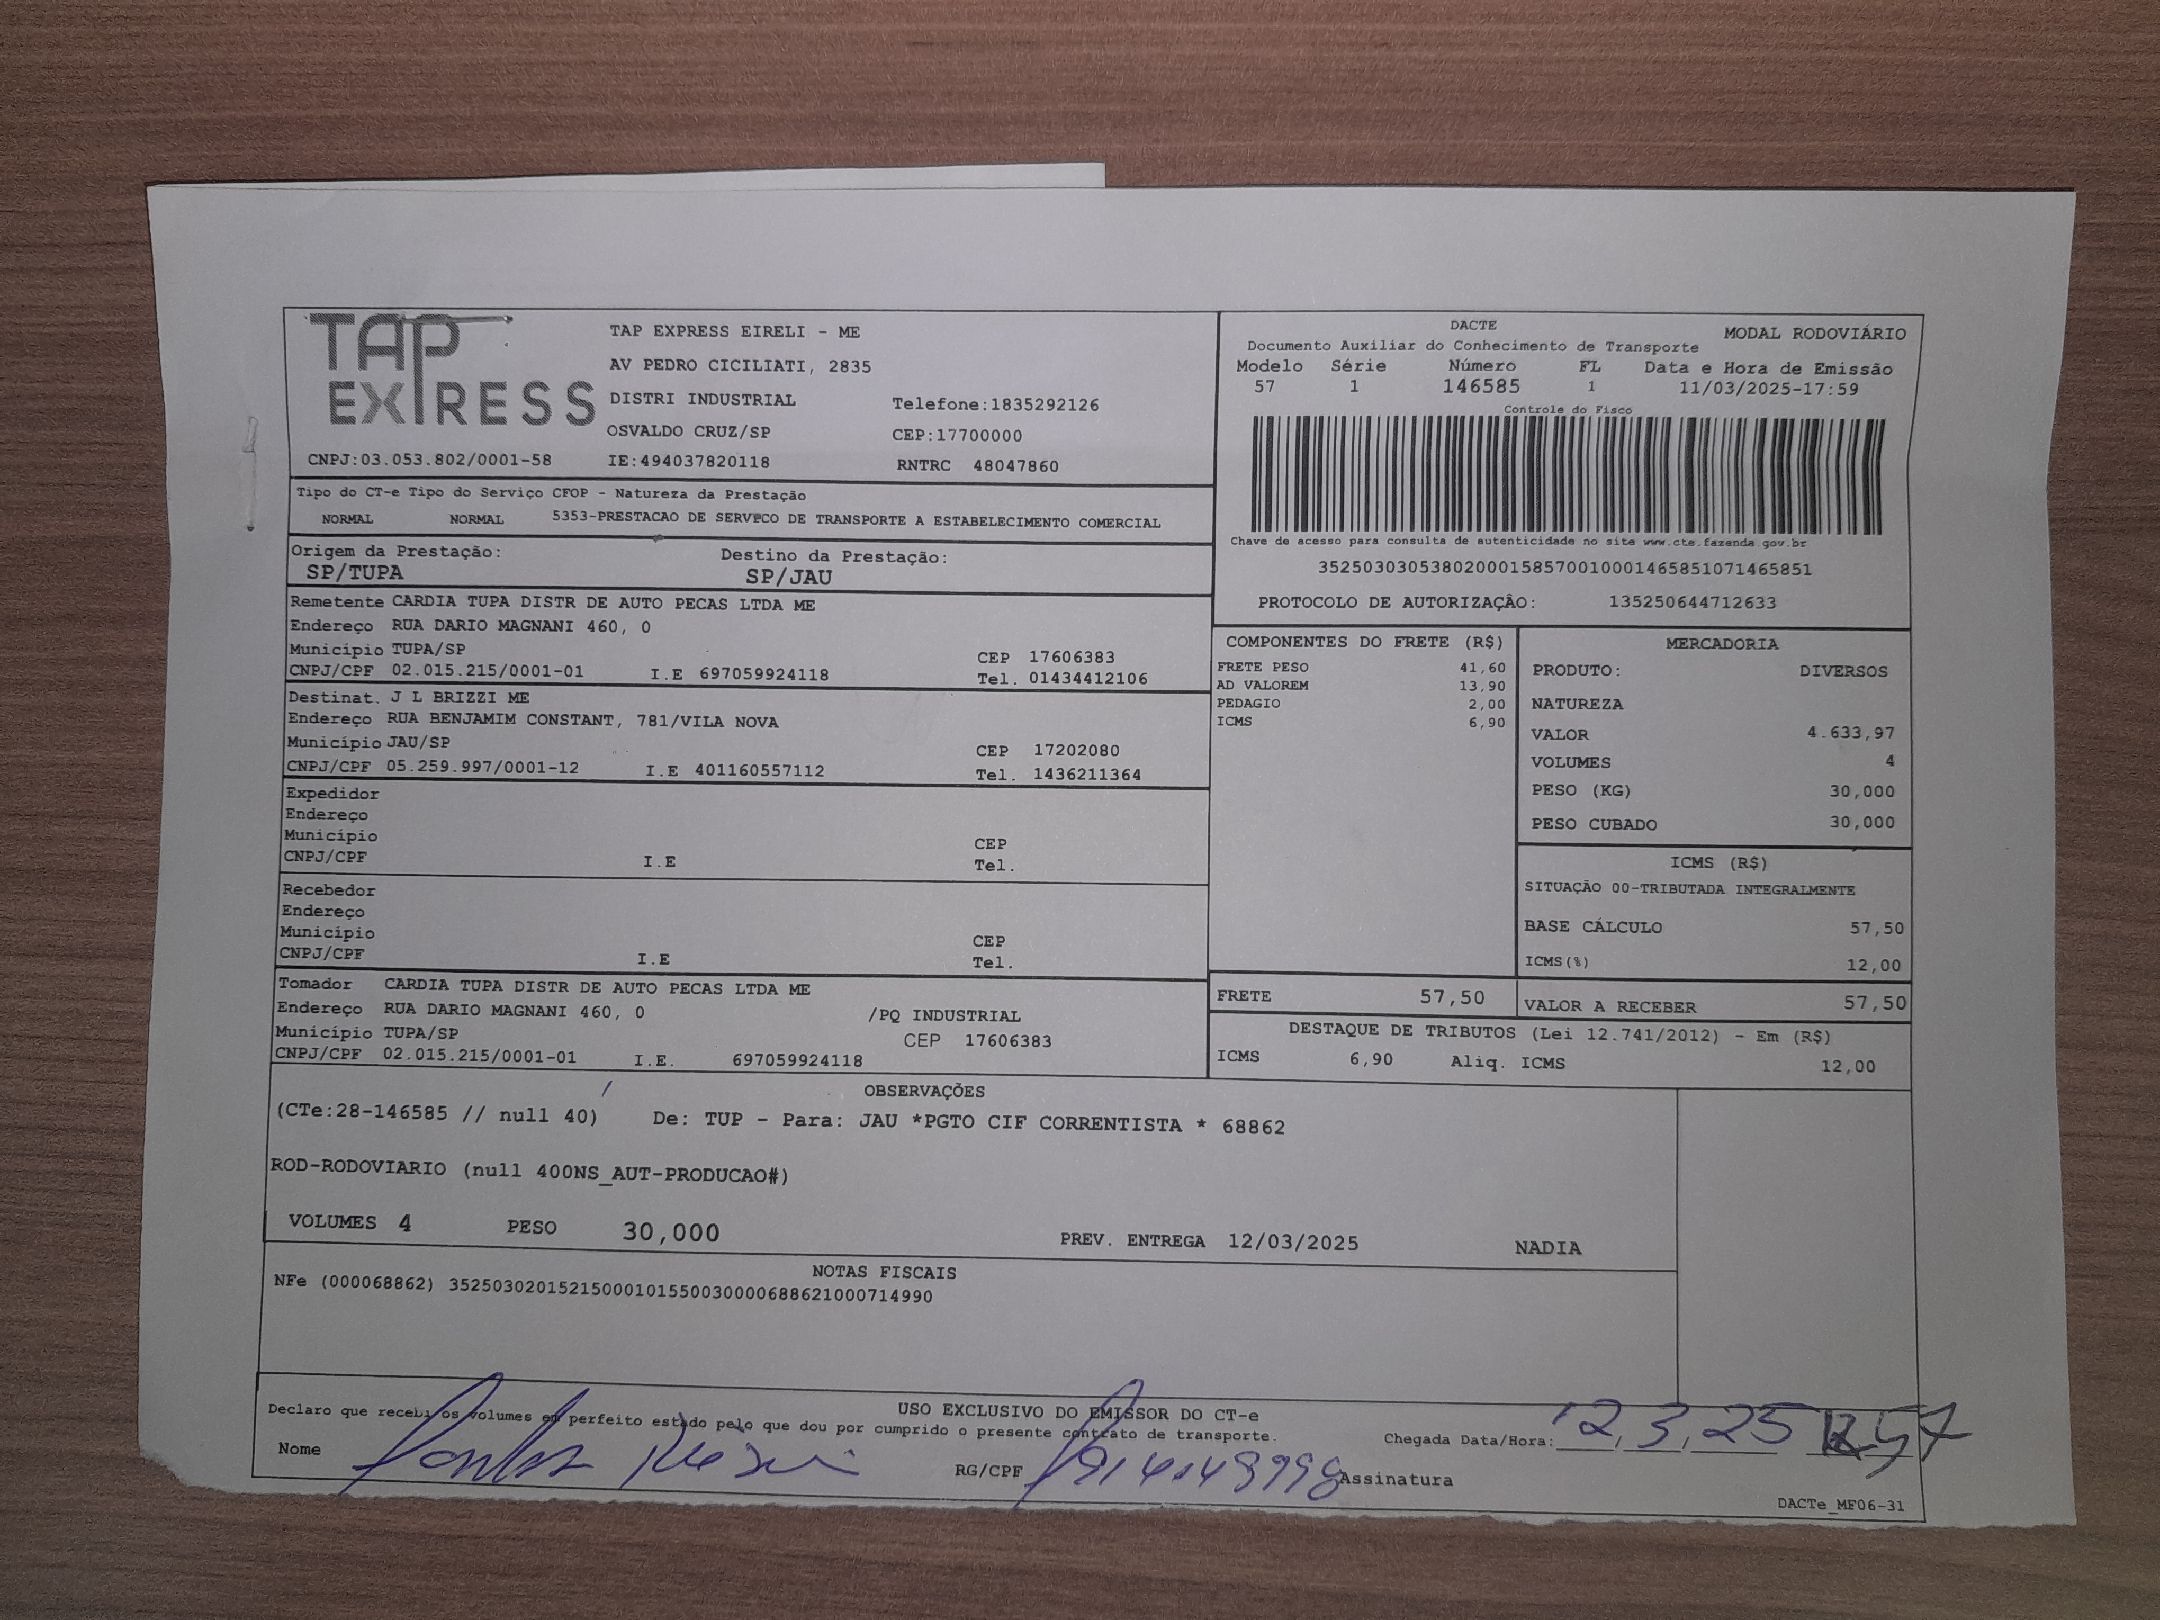 TAP EXPRESS
TAP EXPRESS EIRELI - ME
AV PEDRO CICILIATI, 2835
DISTRI INDUSTRIAL Telefone:1835292126
OSVALDO CRUZ/SP CEP:17700000
CNPJ:03.053.802/0001-58 IE:494037820118 RNTRC 48047860
DACTE MODAL RODOVIÁRIO
Documento Auxiliar do Conhecimento de Transporte
Modelo Série Número FL Data e Hora de Emissão
57 1 146585 1 11/03/2025-17:59
Controle do Fisco
Chave de acesso para consulta de autenticidade no site www.cte.fazenda.gov.br
35250303053802000158570010001465851071465851
PROTOCOLO DE AUTORIZAÇÃO: 135250644712633
Tipo do CT-e Tipo do Serviço CFOP - Natureza da Prestação
NORMAL NORMAL 5353-PRESTACAO DE SERVICO DE TRANSPORTE A ESTABELECIMENTO COMERCIAL
Origem da Prestação: Destino da Prestação:
SP/TUPA SP/JAU
Remetente CARDIA TUPA DISTR DE AUTO PECAS LTDA ME
Endereço RUA DARIO MAGNANI 460, 0
Município TUPA/SP CEP 17606383
CNPJ/CPF 02.015.215/0001-01 I.E 697059924118 Tel. 01434412106
Destinat. J L BRIZZI ME
Endereço RUA BENJAMIM CONSTANT, 781/VILA NOVA
Município JAU/SP CEP 17202080
CNPJ/CPF 05.259.997/0001-12 I.E 401160557112 Tel. 1436211364
Expedidor
Endereço
Município CEP
CNPJ/CPF I.E Tel.
Recebedor
Endereço
Município CEP
CNPJ/CPF I.E Tel.
Tomador CARDIA TUPA DISTR DE AUTO PECAS LTDA ME
Endereço RUA DARIO MAGNANI 460, 0 /PQ INDUSTRIAL
Município TUPA/SP CEP 17606383
CNPJ/CPF 02.015.215/0001-01 I.E. 697059924118
COMPONENTES DO FRETE (R$)
FRETE PESO 41,60
AD VALOREM 13,90
PEDAGIO 2,00
ICMS 6,90
MERCADORIA
PRODUTO: DIVERSOS
NATUREZA
VALOR 4.633,97
VOLUMES 4
PESO (KG) 30,000
PESO CUBADO 30,000
ICMS (R$)
SITUAÇÃO 00-TRIBUTADA INTEGRALMENTE
BASE CÁLCULO 57,50
ICMS(%) 12,00
FRETE 57,50 VALOR A RECEBER 57,50
DESTAQUE DE TRIBUTOS (Lei 12.741/2012) - Em (R$)
ICMS 6,90 Aliq. ICMS 12,00
OBSERVAÇÕES
(CTe:28-146585 // null 40) De: TUP - Para: JAU *PGTO CIF CORRENTISTA * 68862
ROD-RODOVIARIO (null 400NS_AUT-PRODUCAO#)
VOLUMES 4 PESO 30,000 PREV. ENTREGA 12/03/2025 NADIA
NOTAS FISCAIS
NFe (000068862) 35250302015215000101550030000688621000714990
USO EXCLUSIVO DO EMISSOR DO CT-e
Declaro que recebi os volumes em perfeito estado pelo que dou por cumprido o presente contrato de transporte.
Nome RG/CPF Assinatura
Chegada Data/Hora: 12,3,25
DACTe_MF06-31